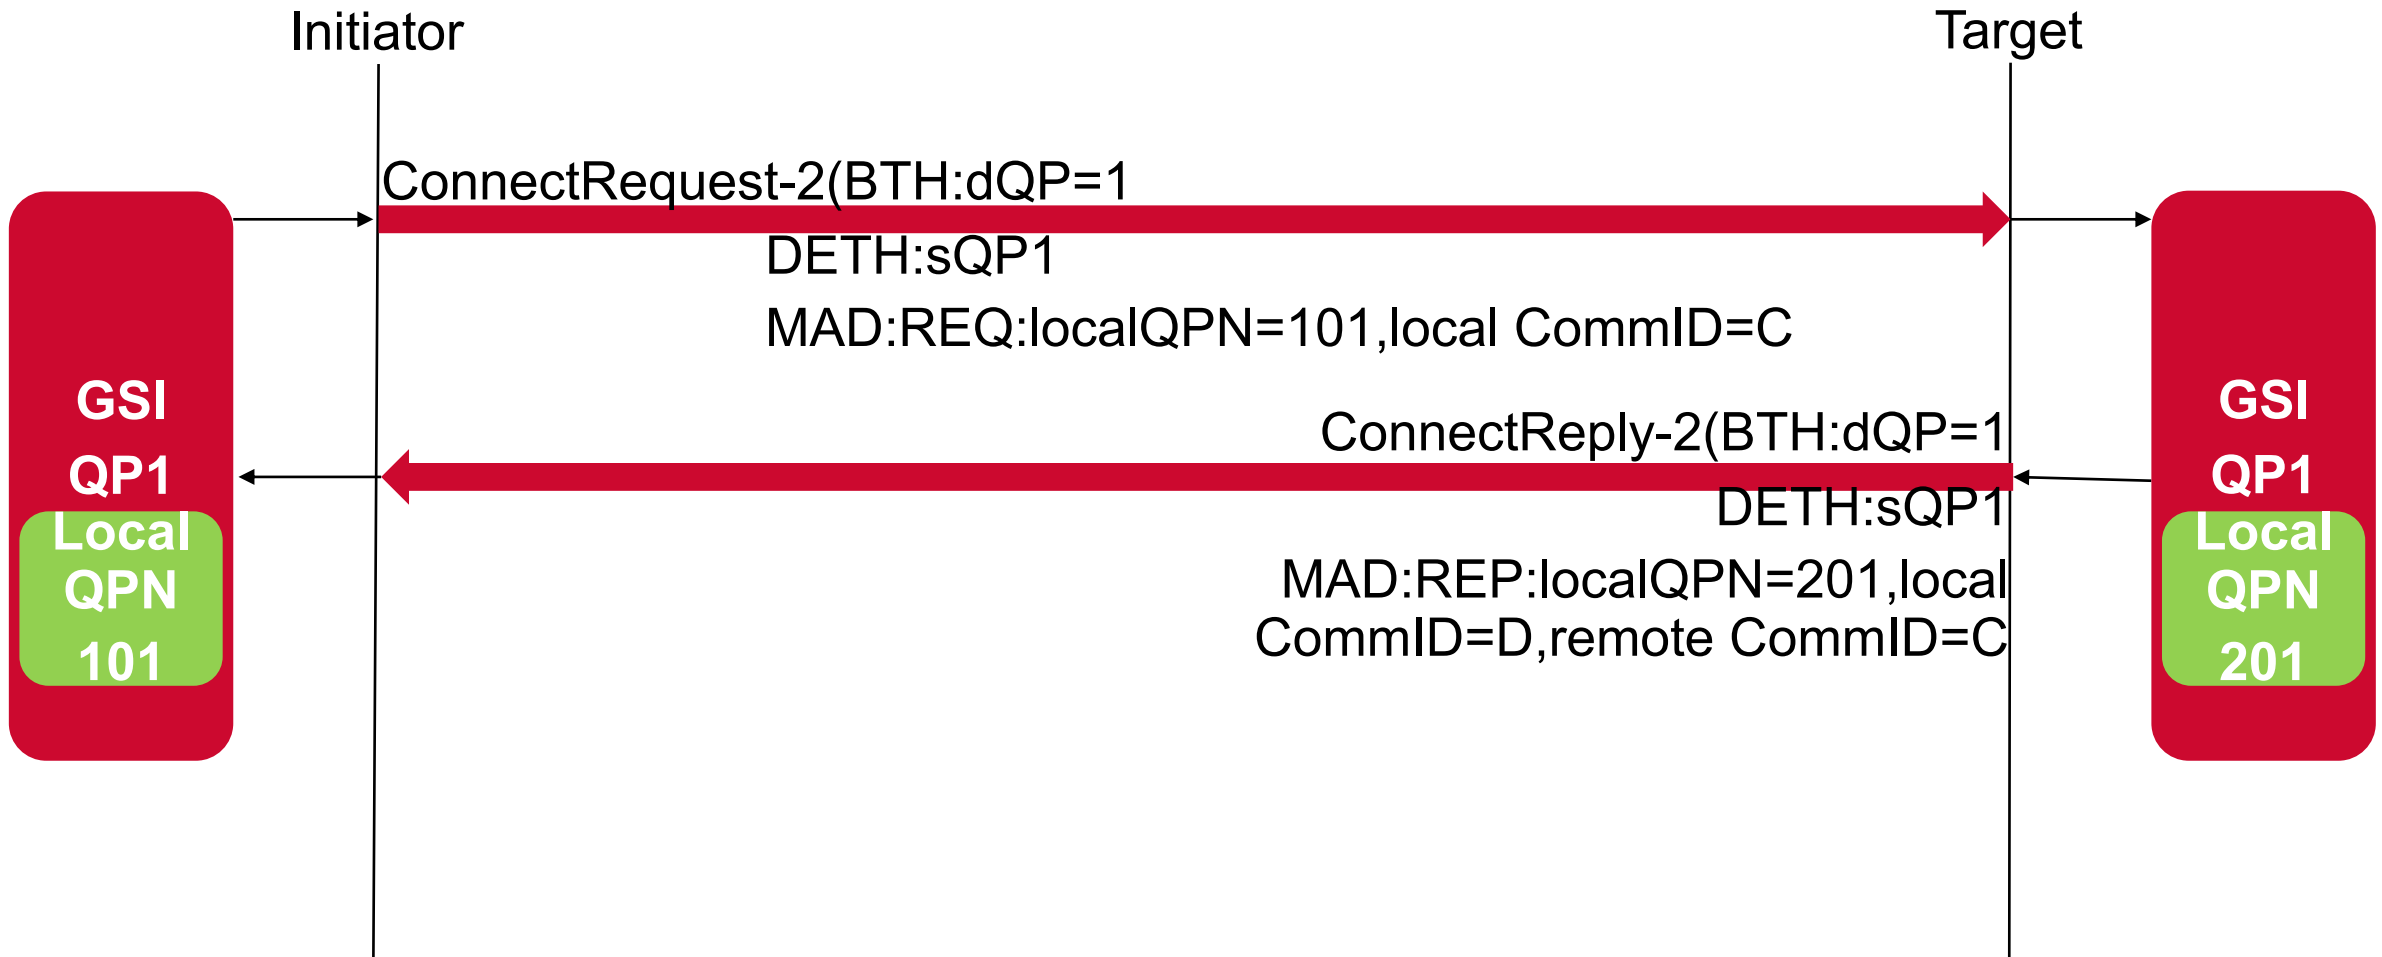 Initiator
Target
ConnectRequest-2(BTH:dQP=1
DETH:sQP1
MAD:REQ:localQPN=101,local CommID=C
GSI
QP1
Local
QPN
101
ConnectReply-2(BTH:dQP=1
DETH:sQP1
MAD:REP:localQPN=201,local
CommID=D,remote CommID=C
GSI
QP1
Local
QPN
201